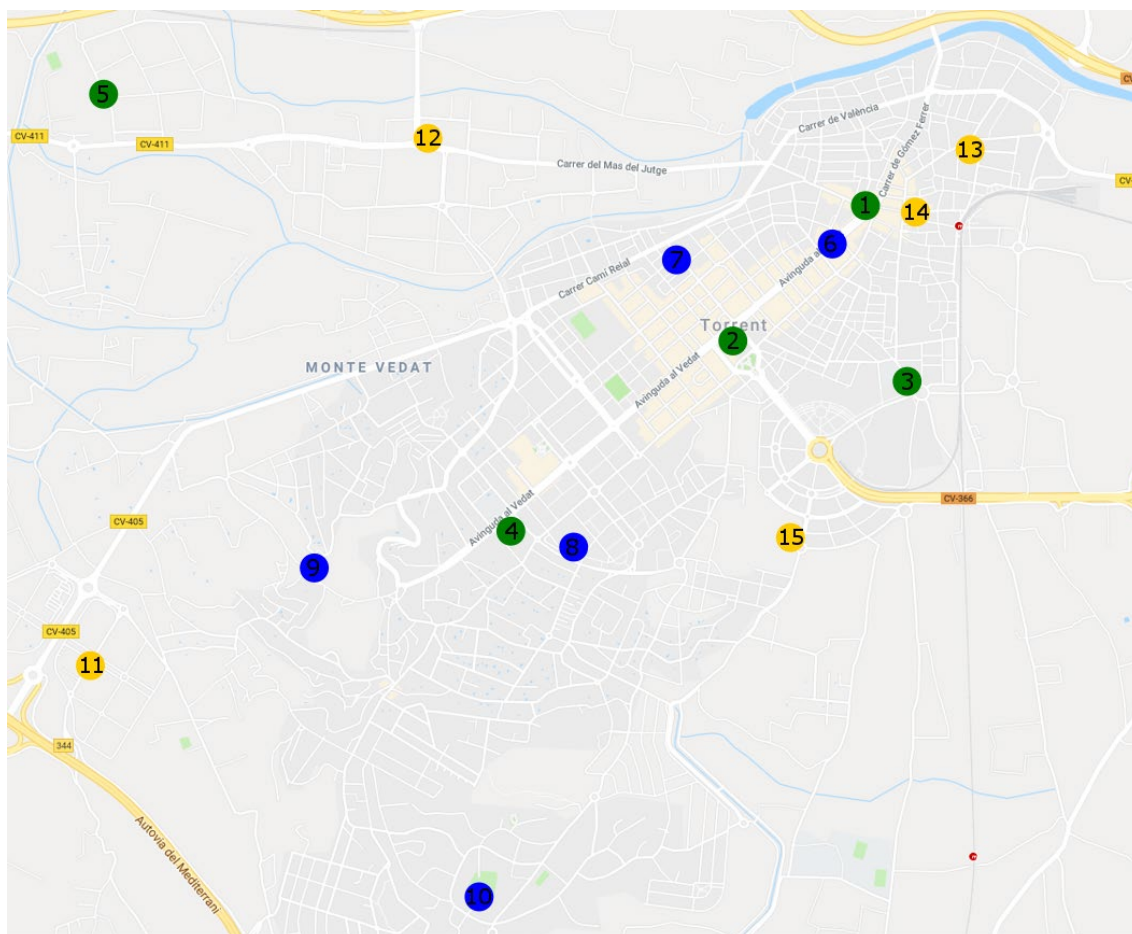 5
CV-411
CV-411
12
Carrer del Mas del Jutge
Carrer de València
Carrer de Gómez Ferrer
13
CV-
1
14
6
Avinguda al
7
Carrer Camí Reial
Torrent
2
MONTE VEDAT
Avinguda al Vedat
3
CV-366
CV-405
Avinguda al Vedat
4
8
15
9
CV-405
11
344
Autovia del Mediterrani
10